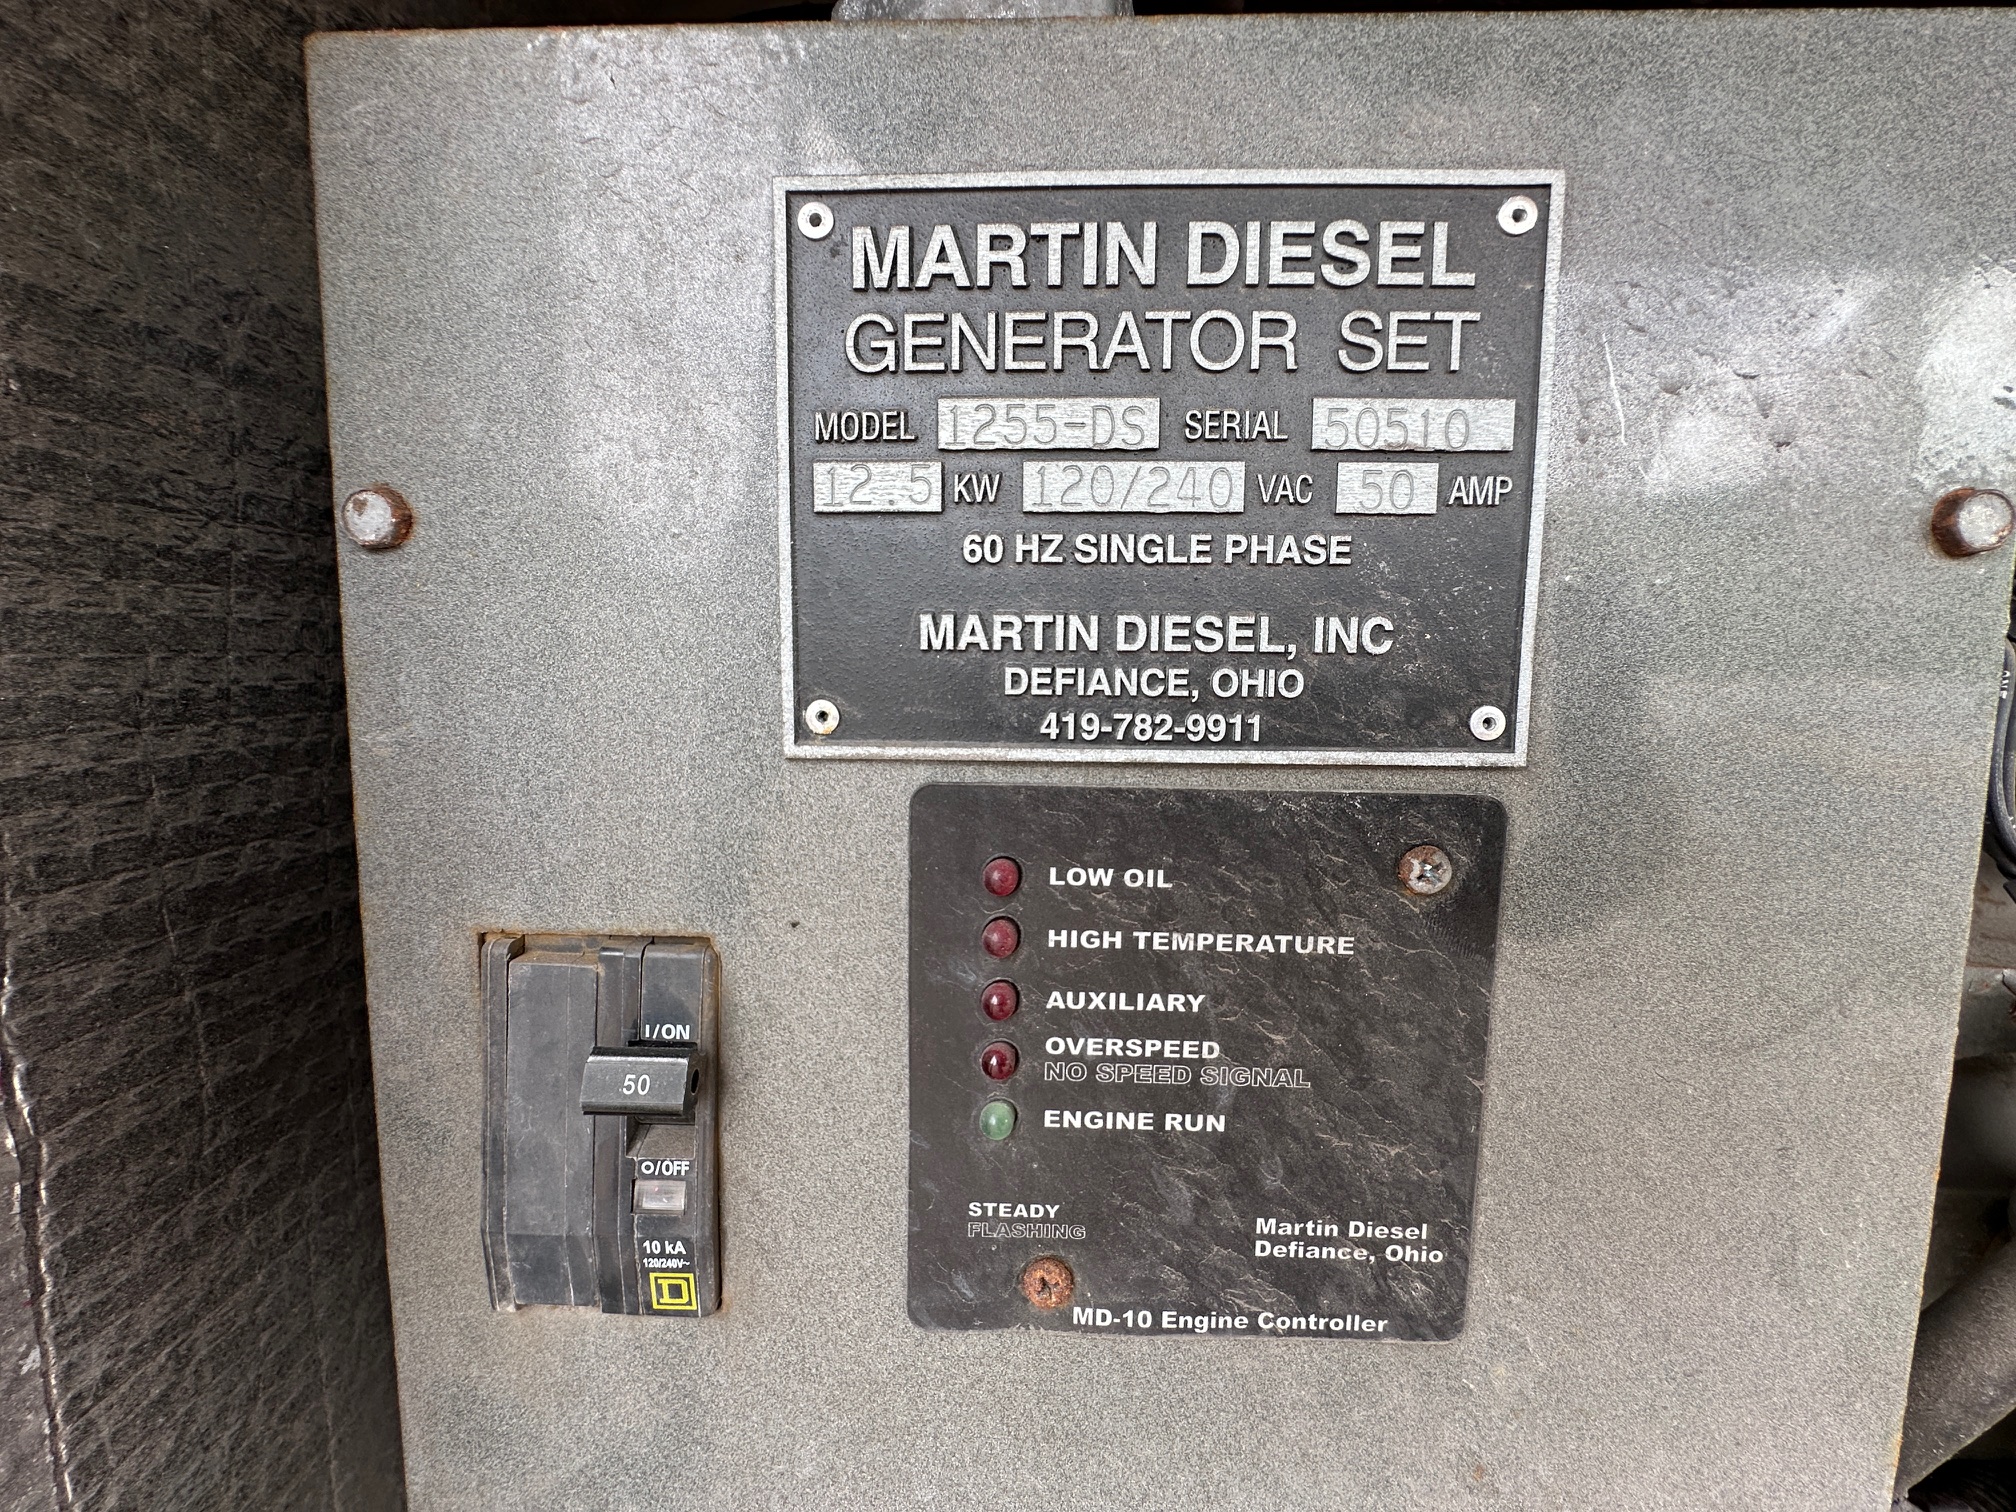 MARTIN DIESEL
GENERATOR SET
MODEL 1255-DS SERIAL 50510
12.5 KW 120/240 VAC 50 AMP
60 HZ SINGLE PHASE
MARTIN DIESEL, INC
DEFIANCE, OHIO
419-782-9911
LOW OIL
HIGH TEMPERATURE
AUXILIARY
OVERSPEED
NO SPEED SIGNAL
ENGINE RUN
STEADY
FLASHING
Martin Diesel
Defiance, Ohio
MD-10 Engine Controller
I/ON
50
O/OFF
10 kA
120/240V~
D